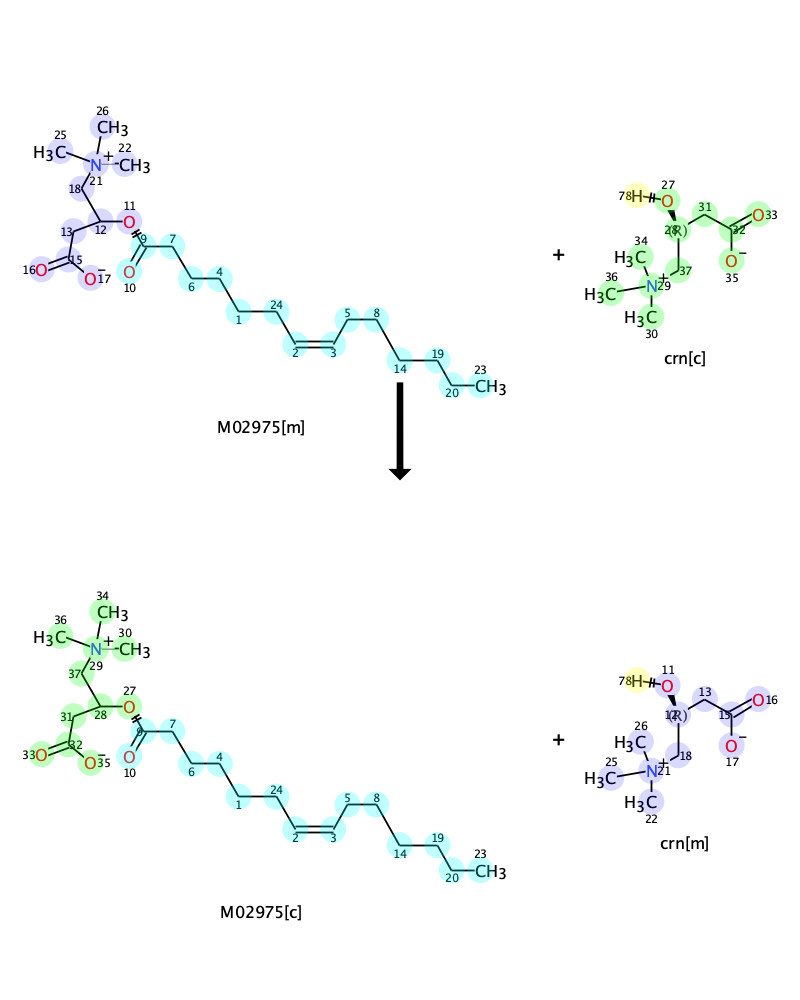 26
CH₃
25
22
H₃C
N⁺
CH₃
18
21
11
O
13
12
9
7
15
16
O
O⁻
17
O
10
6
4
1
24
2
3
5
8
14
19
20
23
CH₃
M02975[m]
+
27
78
H
O
31
O
33
28
(R)
32
34
H₃C
O⁻
35
37
36
H₃C
N⁺
29
H₃C
30
crn[c]
34
CH₃
36
30
H₃C
N⁺
CH₃
37
29
27
O
31
28
9
7
32
33
O
O⁻
35
O
10
6
4
1
24
2
3
5
8
14
19
20
23
CH₃
M02975[c]
+
11
78
H
O
13
O
16
12
(R)
15
26
H₃C
O⁻
17
18
25
H₃C
N⁺
21
H₃C
22
crn[m]